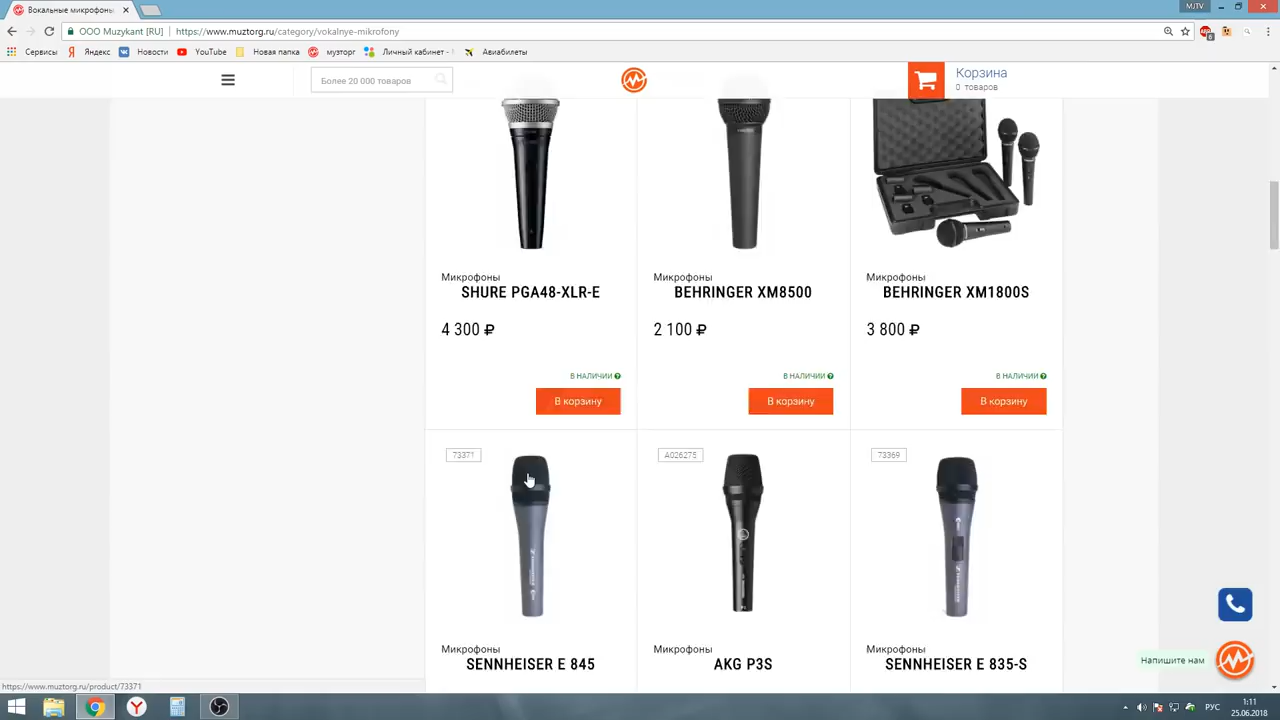 Вокальные микрофоны
MJTV
ООО Muzykant [RU]
https://www.muztorg.ru/category/vokalnye-mikrofony
Сервисы
Яндекс
Новости
YouTube
Новая папка
музторг
Личный кабинет -
Авиабилеты
Более 20 000 товаров
Корзина
0 товаров
Микрофоны
SHURE PGA48-XLR-E
4 300 ₽
В НАЛИЧИИ
В корзину
Микрофоны
BEHRINGER XM8500
2 100 ₽
В НАЛИЧИИ
В корзину
Микрофоны
BEHRINGER XM1800S
3 800 ₽
В НАЛИЧИИ
В корзину
73371
Микрофоны
SENNHEISER E 845
A026275
Микрофоны
AKG P3S
73369
Микрофоны
SENNHEISER E 835-S
Напишите нам
https://www.muztorg.ru/product/73371
РУС
1:11
25.06.2018